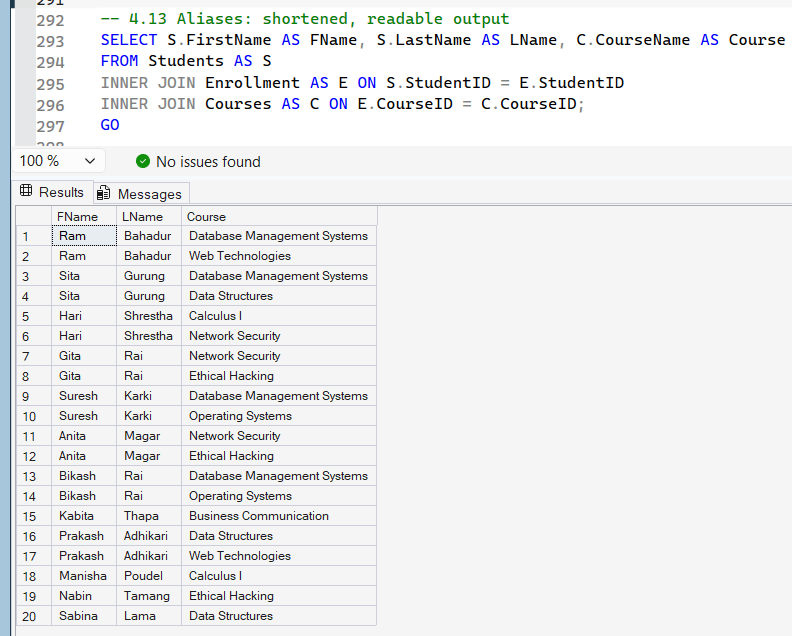 291
292 -- 4.13 Aliases: shortened, readable output
293 SELECT S.FirstName AS FName, S.LastName AS LName, C.CourseName AS Course
294 FROM Students AS S
295 INNER JOIN Enrollment AS E ON S.StudentID = E.StudentID
296 INNER JOIN Courses AS C ON E.CourseID = C.CourseID;
297 GO
298
100 % No issues found
Results Messages
FName LName Course
1 Ram Bahadur Database Management Systems
2 Ram Bahadur Web Technologies
3 Sita Gurung Database Management Systems
4 Sita Gurung Data Structures
5 Hari Shrestha Calculus I
6 Hari Shrestha Network Security
7 Gita Rai Network Security
8 Gita Rai Ethical Hacking
9 Suresh Karki Database Management Systems
10 Suresh Karki Operating Systems
11 Anita Magar Network Security
12 Anita Magar Ethical Hacking
13 Bikash Rai Database Management Systems
14 Bikash Rai Operating Systems
15 Kabita Thapa Business Communication
16 Prakash Adhikari Data Structures
17 Prakash Adhikari Web Technologies
18 Manisha Poudel Calculus I
19 Nabin Tamang Ethical Hacking
20 Sabina Lama Data Structures